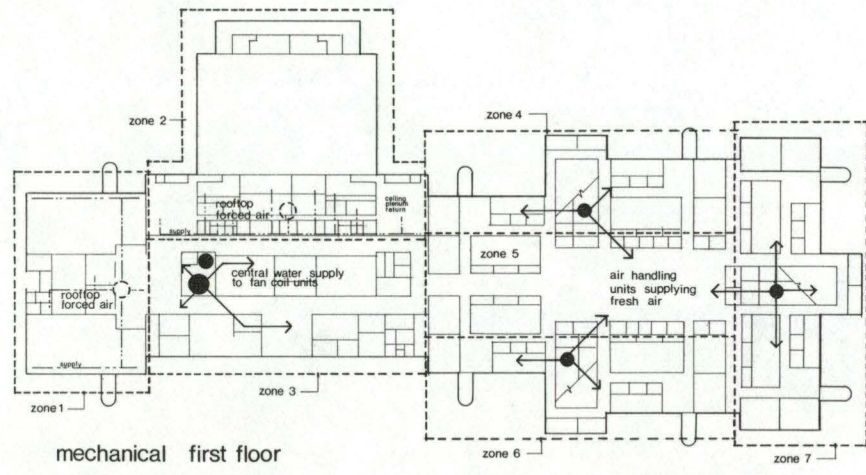 zone 2
zone 4
rooftop
forced air
ceiling
plenum
return
supply
zone 5
central water supply
to fan coil units
air handling
units supplying
fresh air
rooftop
forced air
supply
zone 1
zone 3
zone 6
zone 7
mechanical first floor